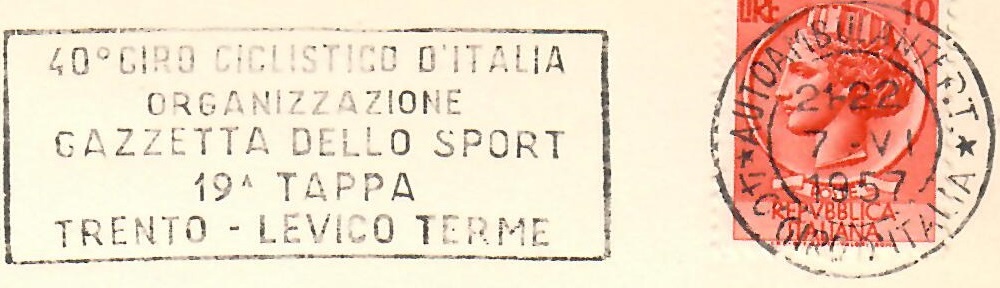 40° GIRO CICLISTICO D'ITALIA
ORGANIZZAZIONE
GAZZETTA DELLO SPORT
19ᴬ TAPPA
TRENTO - LEVICO TERME
LIRE 10
AUTOAMBULANTE P.T.
21-22
7 - VI
1957
POSTE
REPVBBLICA
ITALIANA
GIRO D'ITALIA